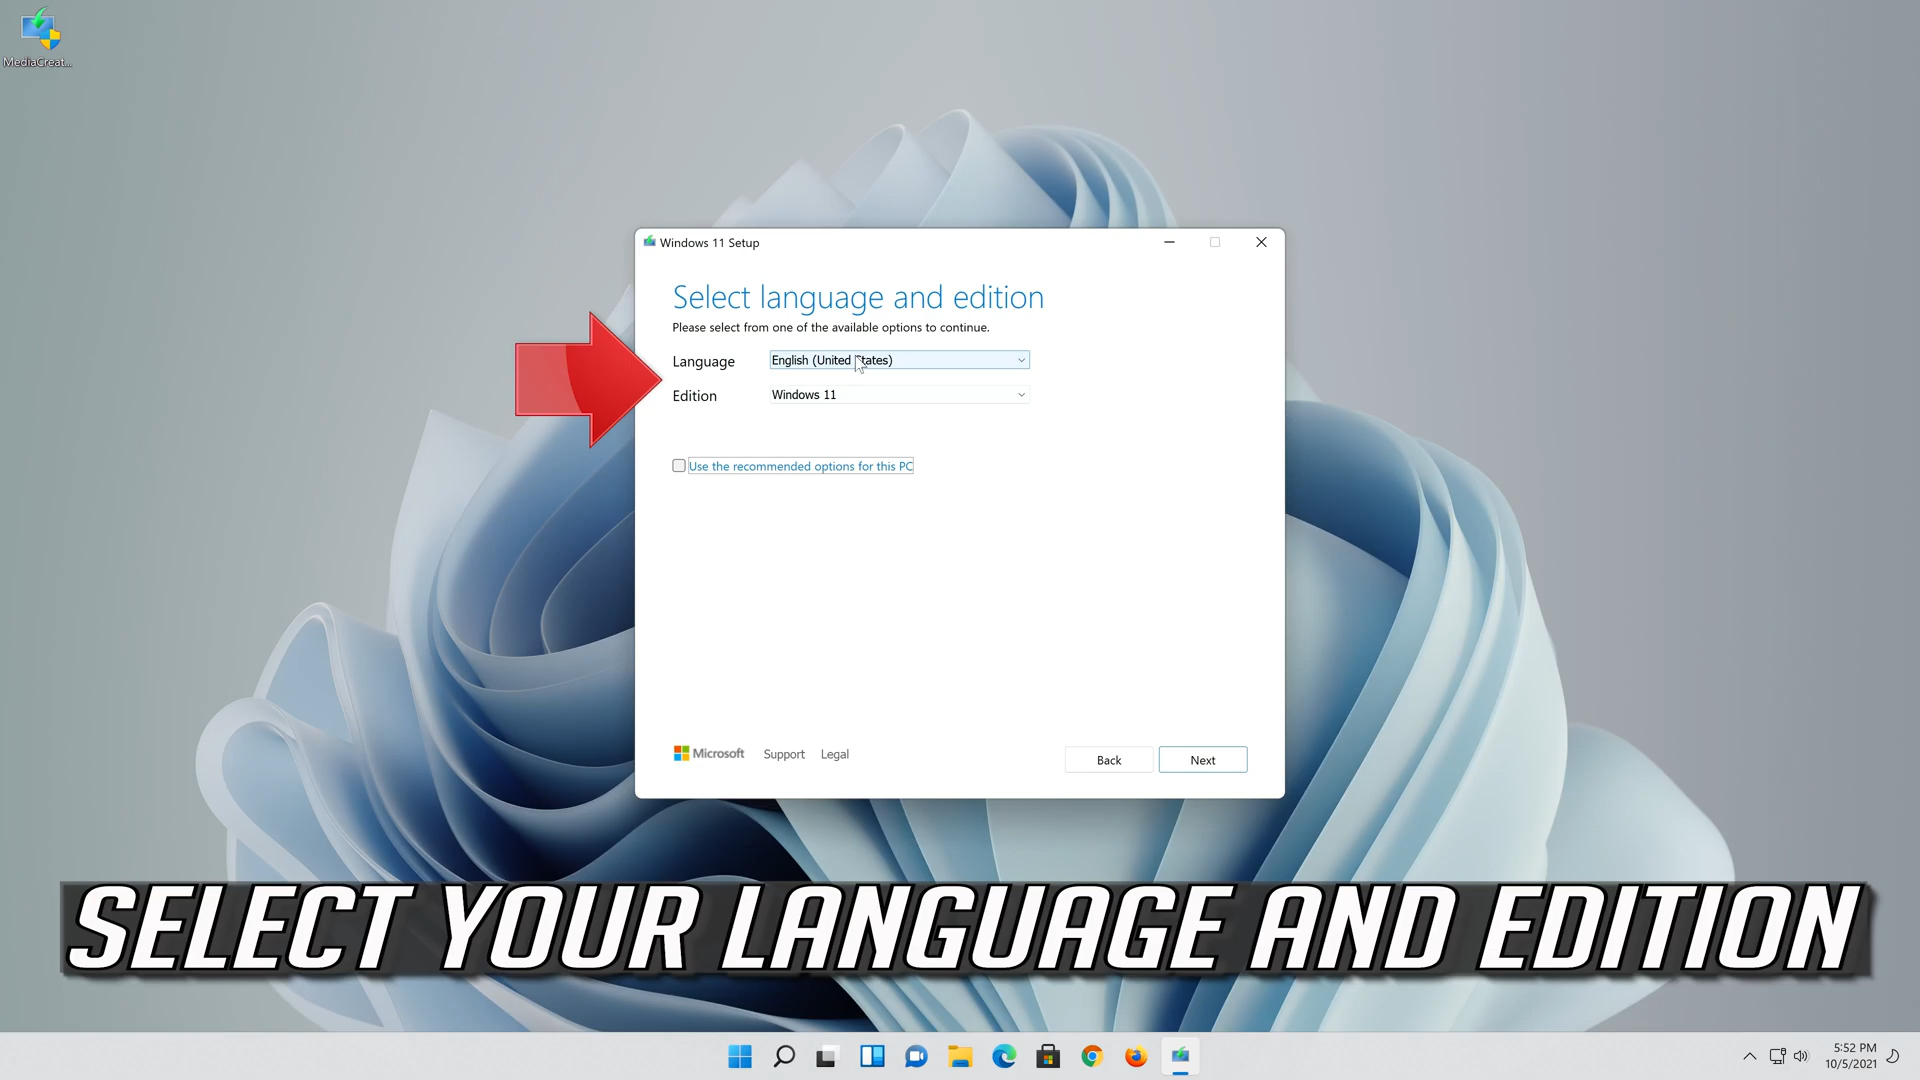 MediaCreat...
Windows 11 Setup
Select language and edition
Please select from one of the available options to continue.
Language English (United States)
Edition Windows 11
Use the recommended options for this PC
Microsoft Support Legal Back Next
SELECT YOUR LANGUAGE AND EDITION
5:52 PM
10/5/2021